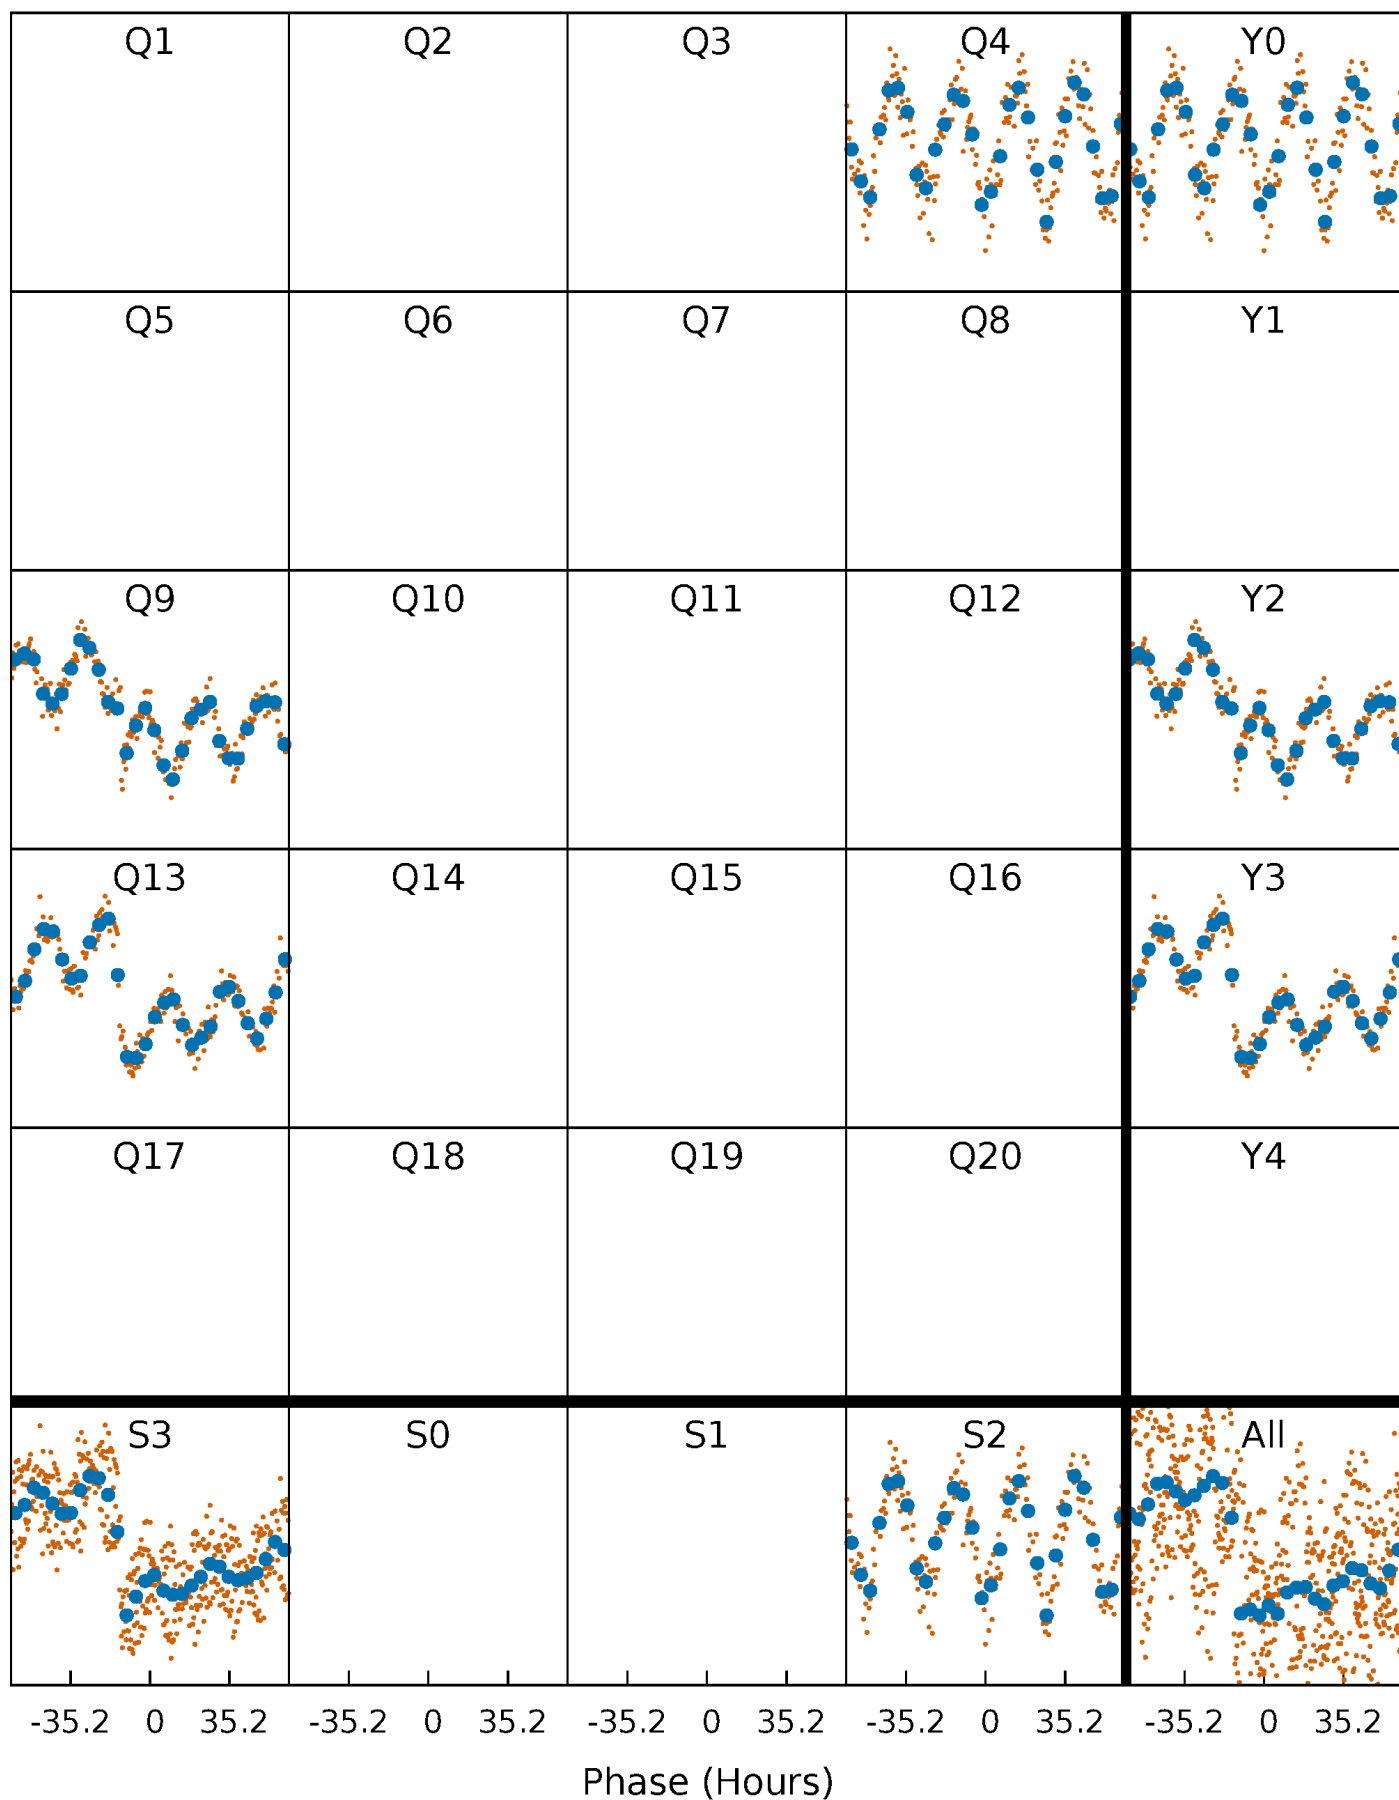 Q1 Q2 Q3 Q4 Y0
Q5 Q6 Q7 Q8 Y1
Q9 Q10 Q11 Q12 Y2
Q13 Q14 Q15 Q16 Y3
Q17 Q18 Q19 Q20 Y4
S3 S0 S1 S2 All
-35.2 0 35.2 -35.2 0 35.2 -35.2 0 35.2 -35.2 0 35.2 -35.2 0 35.2
Phase (Hours)